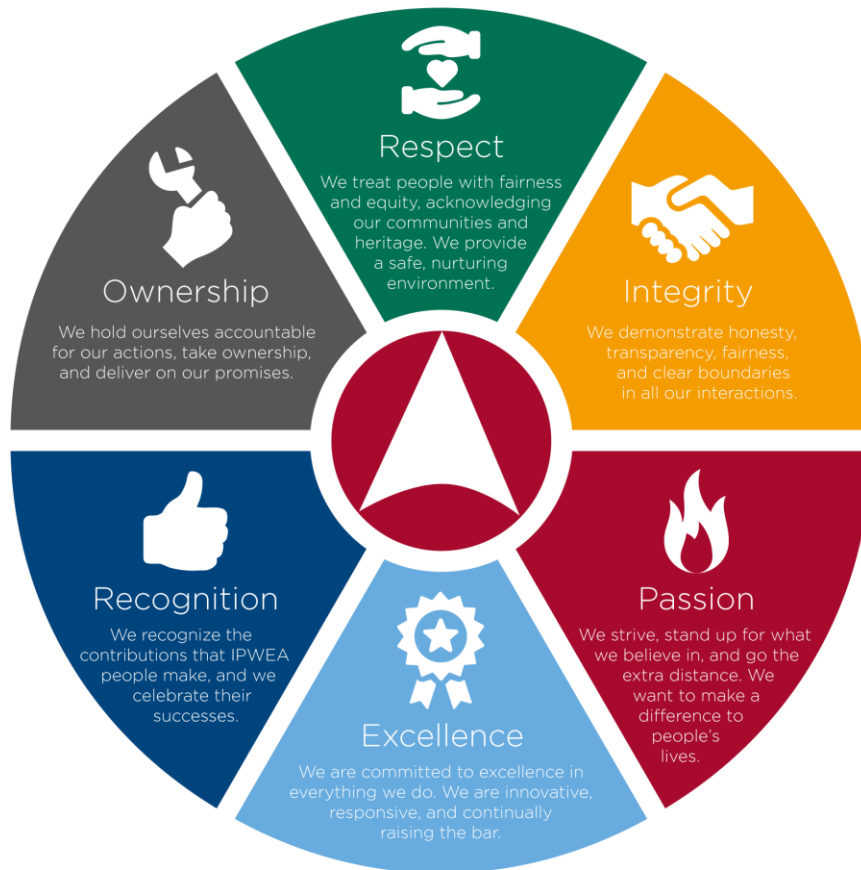 Respect
We treat people with fairness
and equity, acknowledging
our communities and
heritage. We provide
a safe, nurturing
environment.
Integrity
We demonstrate honesty,
transparency, fairness,
and clear boundaries
in all our interactions.
Passion
We strive, stand up for what
we believe in, and go the
extra distance. We
want to make a
difference to
people's
lives.
Excellence
We are committed to excellence in
everything we do. We are innovative,
responsive, and continually
raising the bar.
Recognition
We recognize the
contributions that IPWEA
people make, and we
celebrate their
successes.
Ownership
We hold ourselves accountable
for our actions, take ownership,
and deliver on our promises.